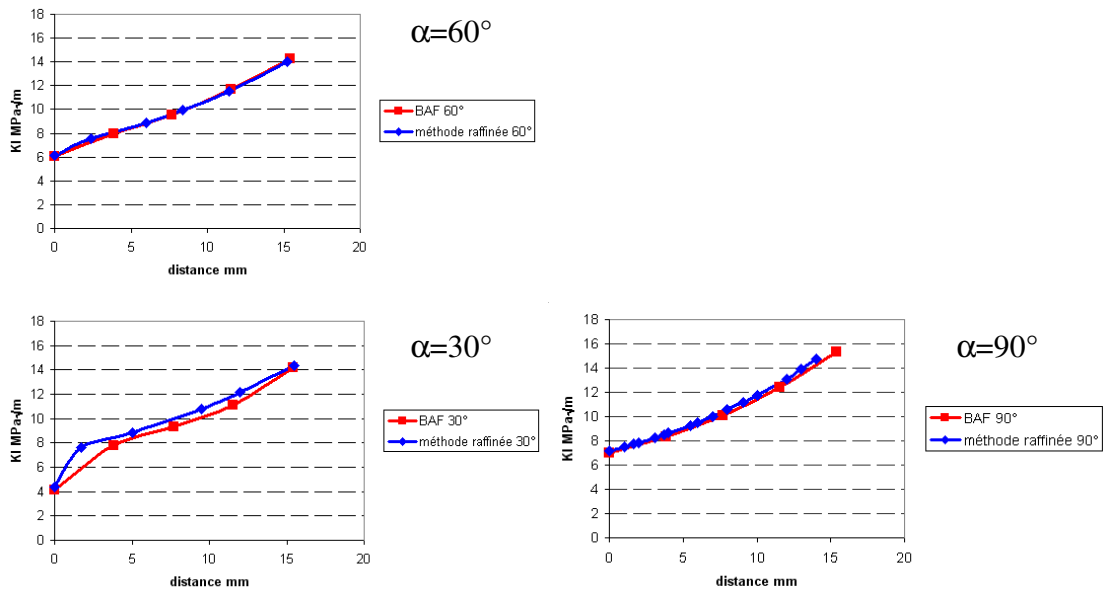 α=60°
18
16
14
12
10
8
6
4
2
0
KI MPa√m
0 5 10 15 20
distance mm
BAF 60°
méthode raffinée 60°
α=30°
18
16
14
12
10
8
6
4
2
0
KI MPa√m
0 5 10 15 20
distance mm
BAF 30°
méthode raffinée 30°
α=90°
18
16
14
12
10
8
6
4
2
0
KI MPa√m
0 5 10 15 20
distance mm
BAF 90°
méthode raffinée 90°